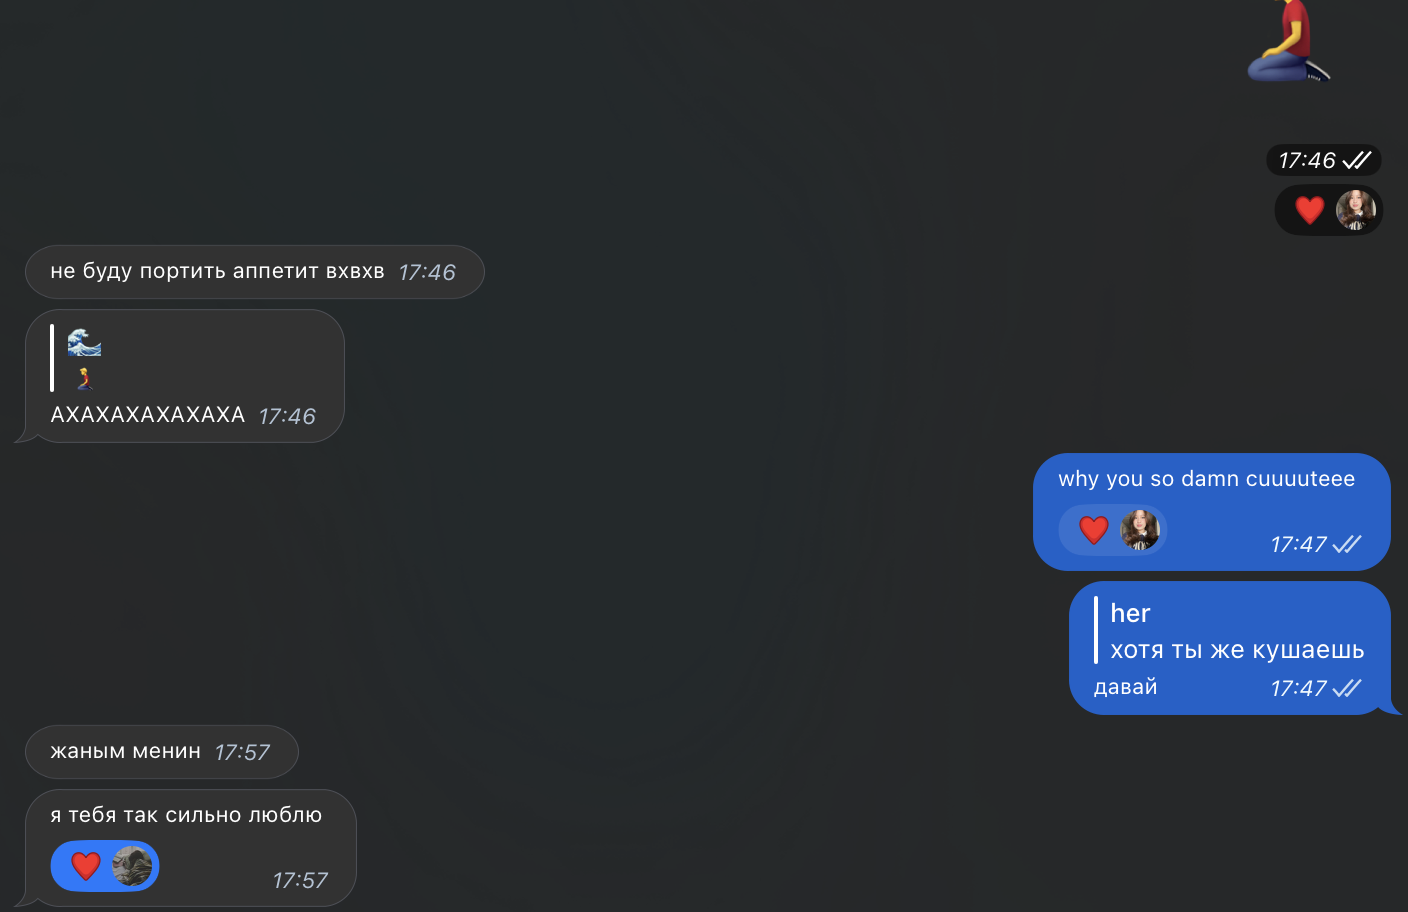 17:46
не буду портить аппетит вхвхв 17:46
АХАХАХАХАХАХА 17:46
why you so damn cuuuuteee
17:47
her
хотя ты же кушаешь
давай 17:47
жаным менин 17:57
я тебя так сильно люблю
17:57